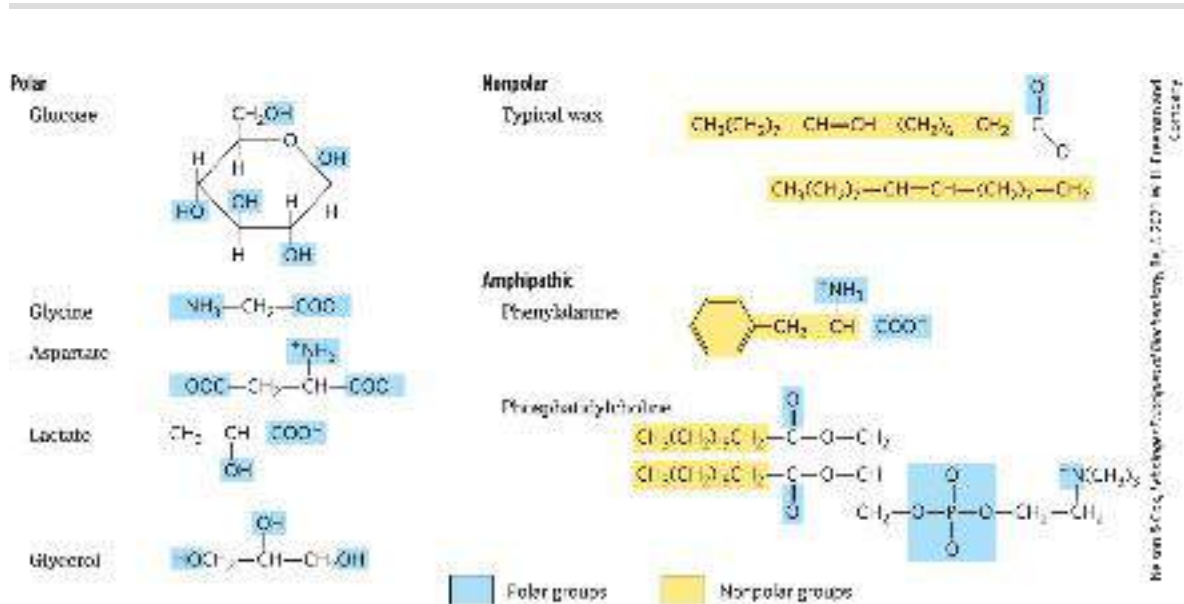 Polar
Glucose
CH₂OH
O
H
OH
H
OH
H
HO
H
H
OH
Glycine
NH₃—CH₂—COO
Aspartate
⁺NH₃
OOC—CH₂—CH—COO
Lactate
CH₃ CH COO⁻
OH
Glycerol
OH
HOCH₂—CH—CH₂OH
Nonpolar
Typical wax
O
CH₃(CH₂)₇ CH=CH (CH₂)₆ CH₂ C
O
CH₃(CH₂)₇—CH=CH—(CH₂)₇—CH₂
Amphipathic
Phenylalanine
⁺NH₃
CH₂ CH COO⁻
Phosphatidylcholine
O
C—O—CH₂
C—O—CH
O
O
⁺N(CH₃)₃
CH₂—O—P—O—CH₂—CH₂
O
Polar groups
Nonpolar groups